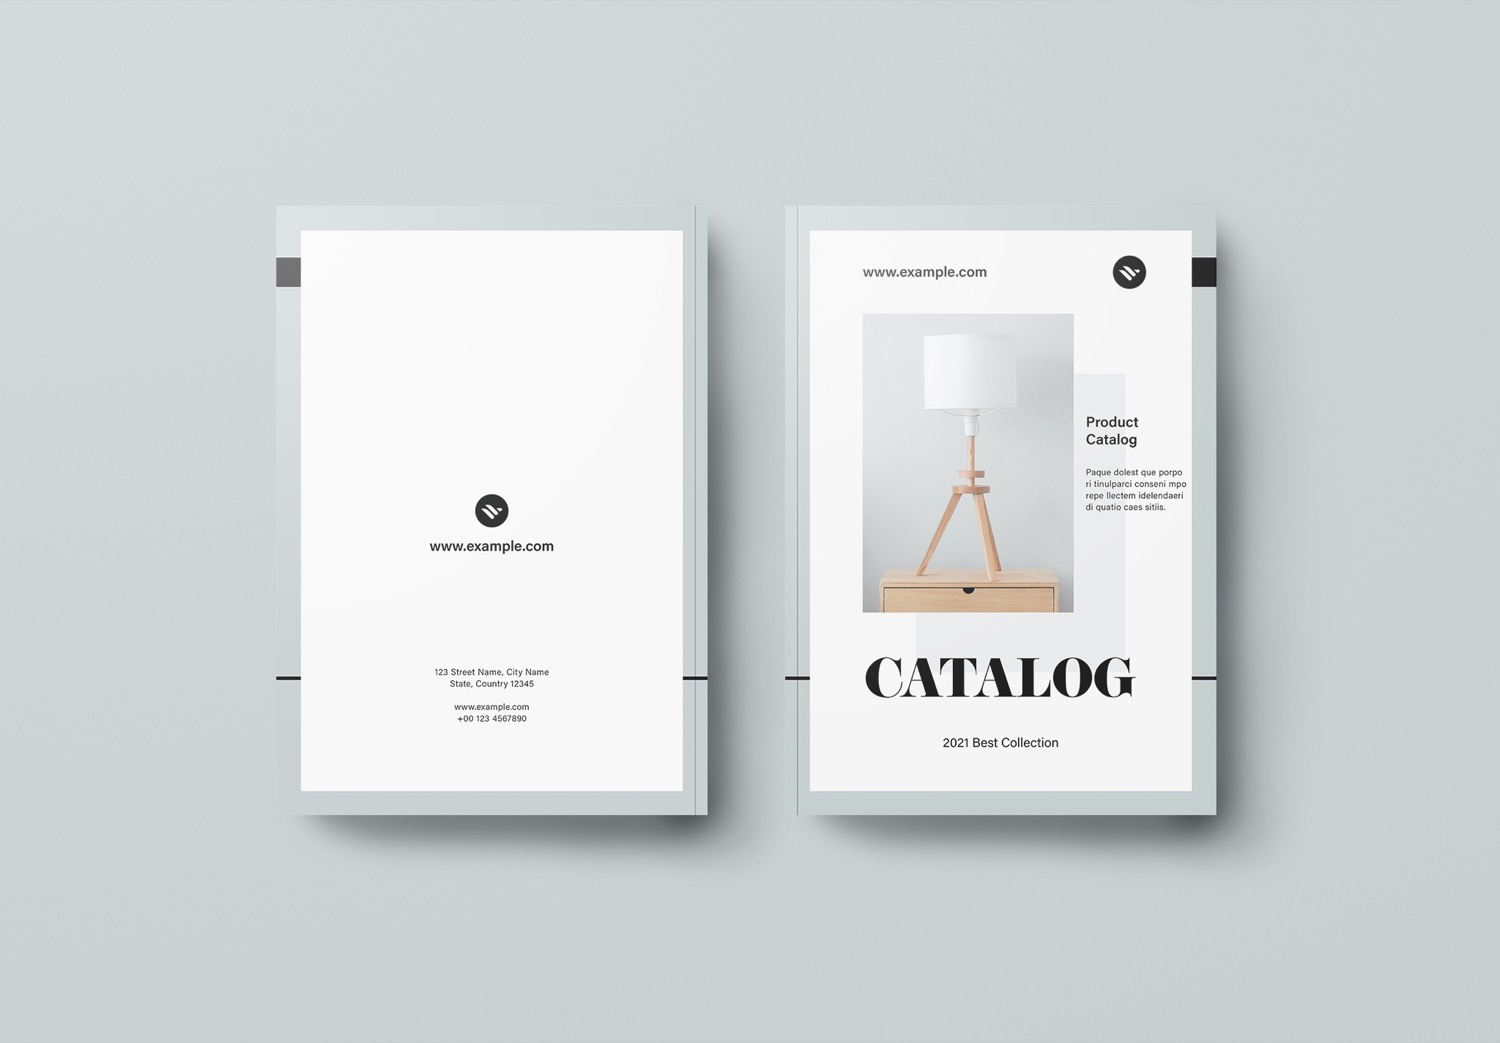 www.example.com
123 Street Name, City Name
State, Country 12345
www.example.com
+00 123 4567890
www.example.com
Product
Catalog
Paque dolest que porpo
ri tinulparci conseni mpo
repe llectem idelendaeri
di quatio caes sitiis.
CATALOG
2021 Best Collection